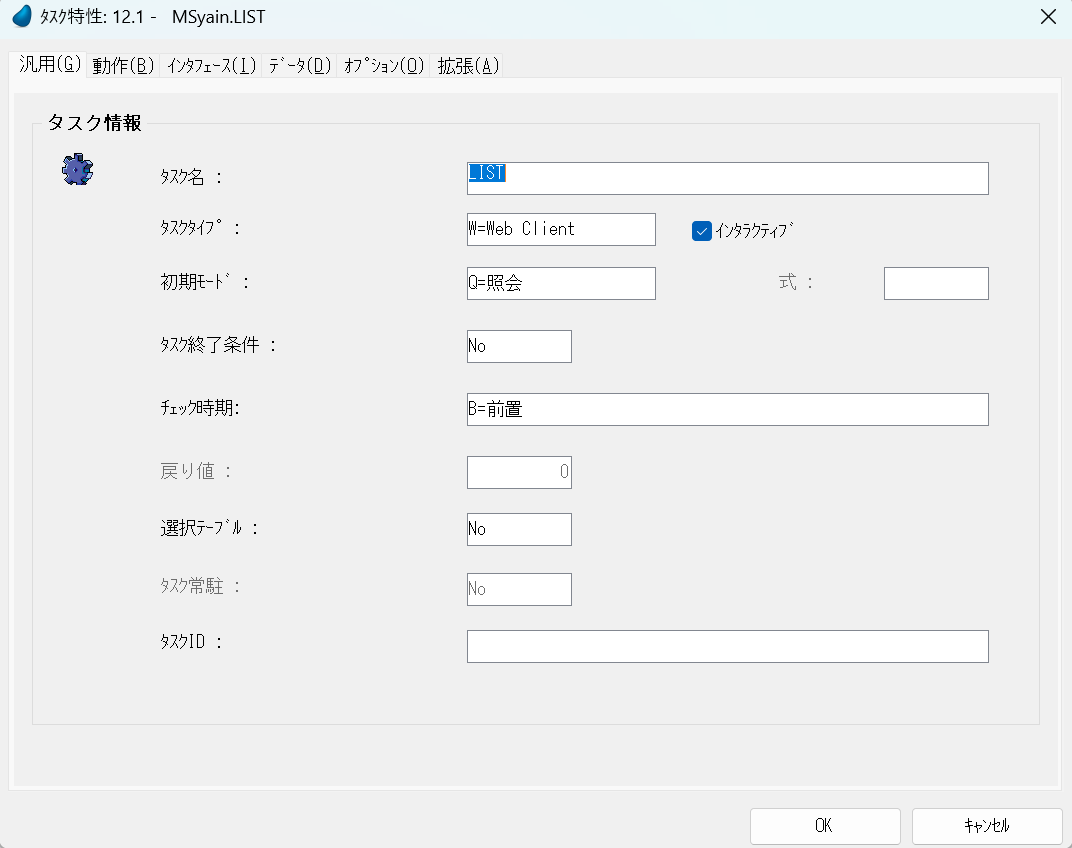 ﾀｽｸ特性: 12.1 - MSyain.LIST
汎用(G) 動作(B) ｲﾝﾀﾌｪｰｽ(I) ﾃﾞｰﾀ(D) ｵﾌﾟｼｮﾝ(O) 拡張(A)
タスク情報
ﾀｽｸ名 : LIST
ﾀｽｸﾀｲﾌﾟ : W=Web Client ｲﾝﾀﾗｸﾃｨﾌﾞ
初期ﾓｰﾄﾞ : Q=照会 式 :
ﾀｽｸ終了条件 : No
ﾁｪｯｸ時期: B=前置
戻り値 : 0
選択ﾃｰﾌﾞﾙ : No
ﾀｽｸ常駐 : No
ﾀｽｸID :
OK ｷｬﾝｾﾙ